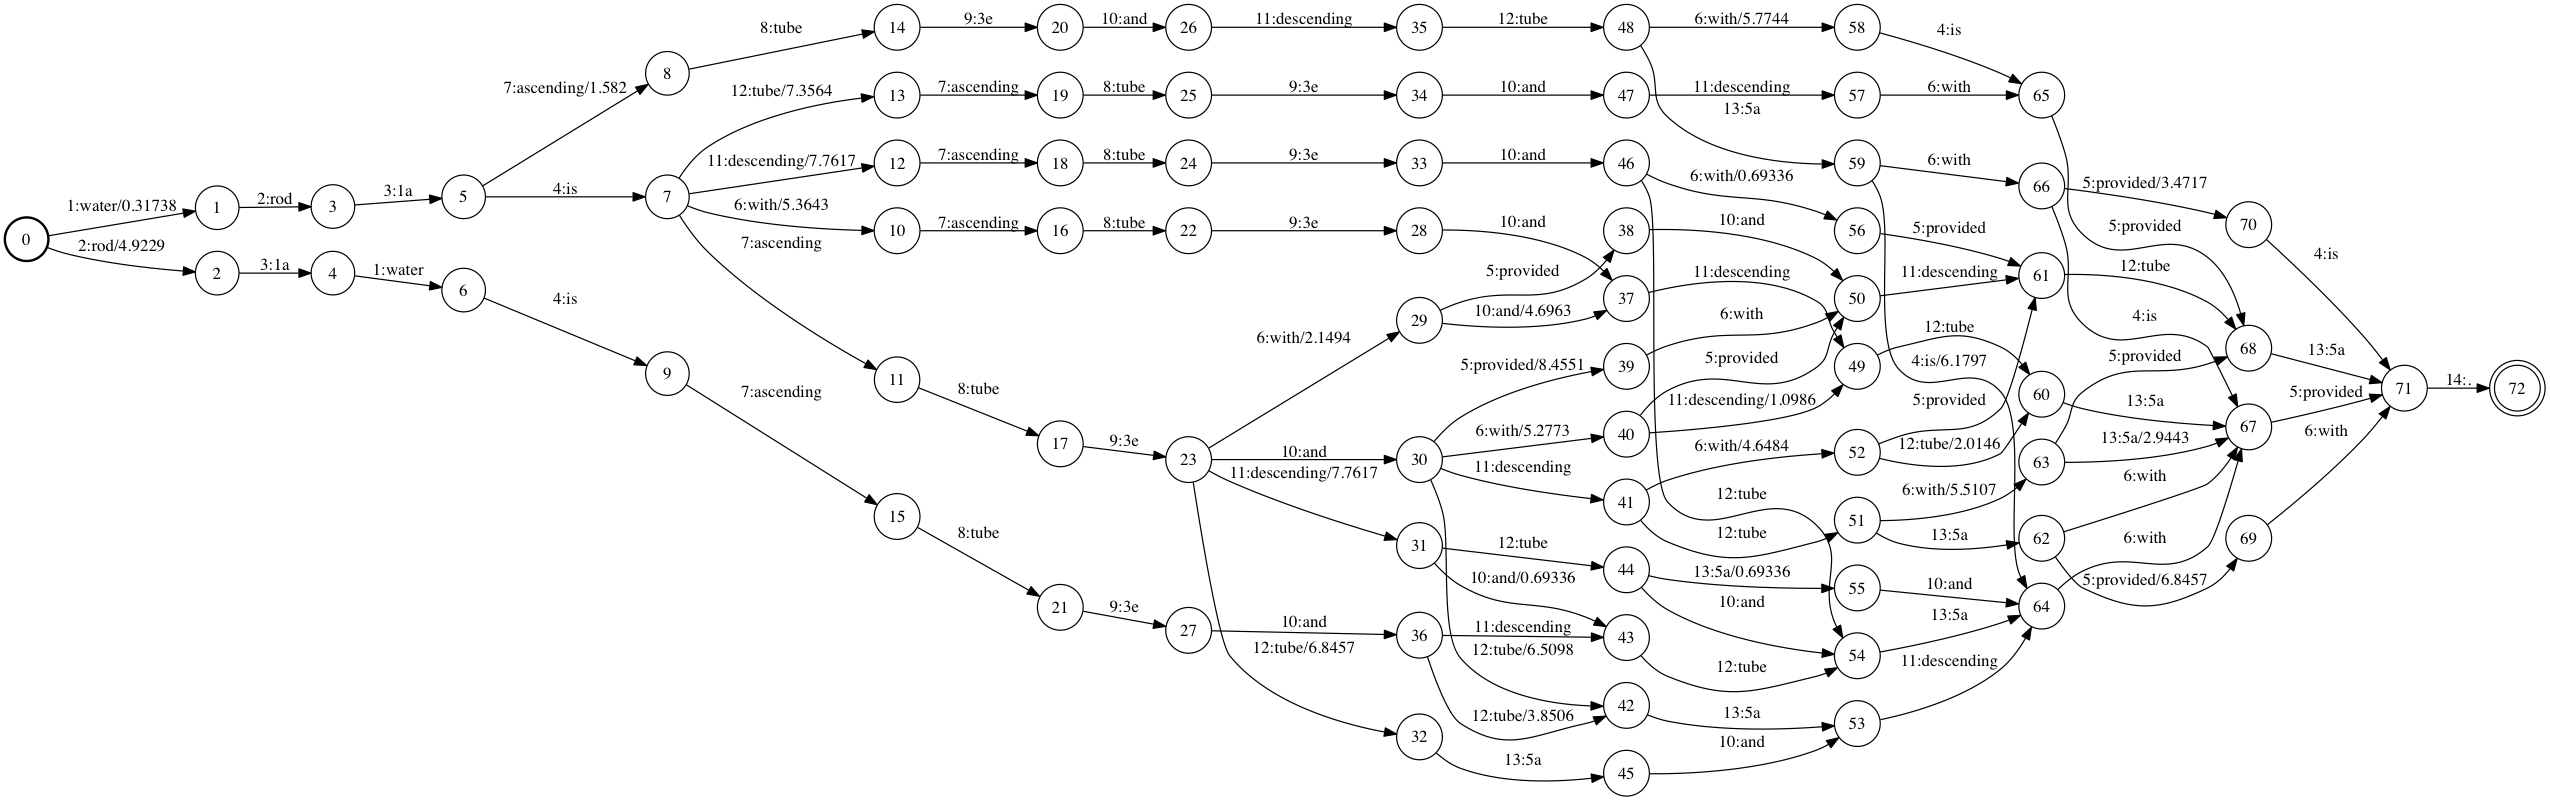 0
1:water/0.31738
2:rod/4.9229
1
2:rod
2
3:1a
3
3:1a
4
1:water
5
7:ascending/1.582
4:is
6
4:is
8
8:tube
7
12:tube/7.3564
11:descending/7.7617
6:with/5.3643
7:ascending
9
7:ascending
14
9:3e
13
7:ascending
12
7:ascending
10
7:ascending
11
8:tube
15
8:tube
20
10:and
19
8:tube
18
8:tube
16
8:tube
17
9:3e
21
9:3e
26
11:descending
25
9:3e
24
9:3e
22
9:3e
23
6:with/2.1494
10:and
11:descending/7.7617
12:tube/6.8457
27
10:and
35
12:tube
34
10:and
33
10:and
28
10:and
29
5:provided
10:and/4.6963
30
5:provided/8.4551
6:with/5.2773
11:descending
12:tube/6.5098
31
12:tube
10:and/0.69336
36
11:descending
12:tube/3.8506
32
13:5a
48
6:with/5.7744
13:5a
47
11:descending
46
6:with/0.69336
12:tube
38
10:and
37
11:descending
39
6:with
40
5:provided
11:descending/1.0986
41
6:with/4.6484
12:tube
44
13:5a/0.69336
10:and
43
12:tube
42
13:5a
45
10:and
58
4:is
57
6:with
59
6:with
4:is/6.1797
56
5:provided
50
11:descending
49
12:tube
52
5:provided
12:tube/2.0146
51
6:with/5.5107
13:5a
55
10:and
54
13:5a
53
11:descending
65
5:provided
66
5:provided/3.4717
4:is
61
12:tube
60
13:5a
63
5:provided
13:5a/2.9443
62
6:with
5:provided/6.8457
64
6:with
70
4:is
68
13:5a
67
5:provided
69
6:with
71
14:.
72